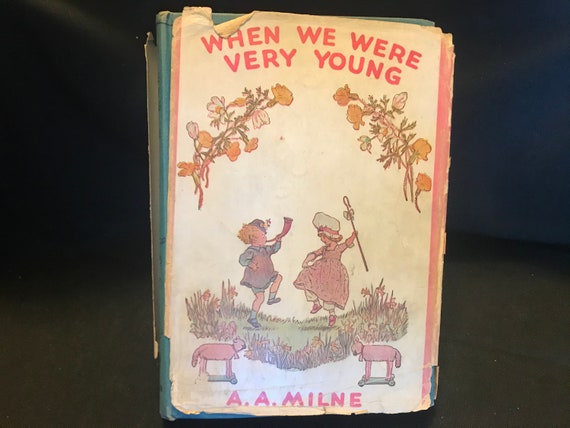 WHEN WE WERE
VERY YOUNG
A. A. MILNE